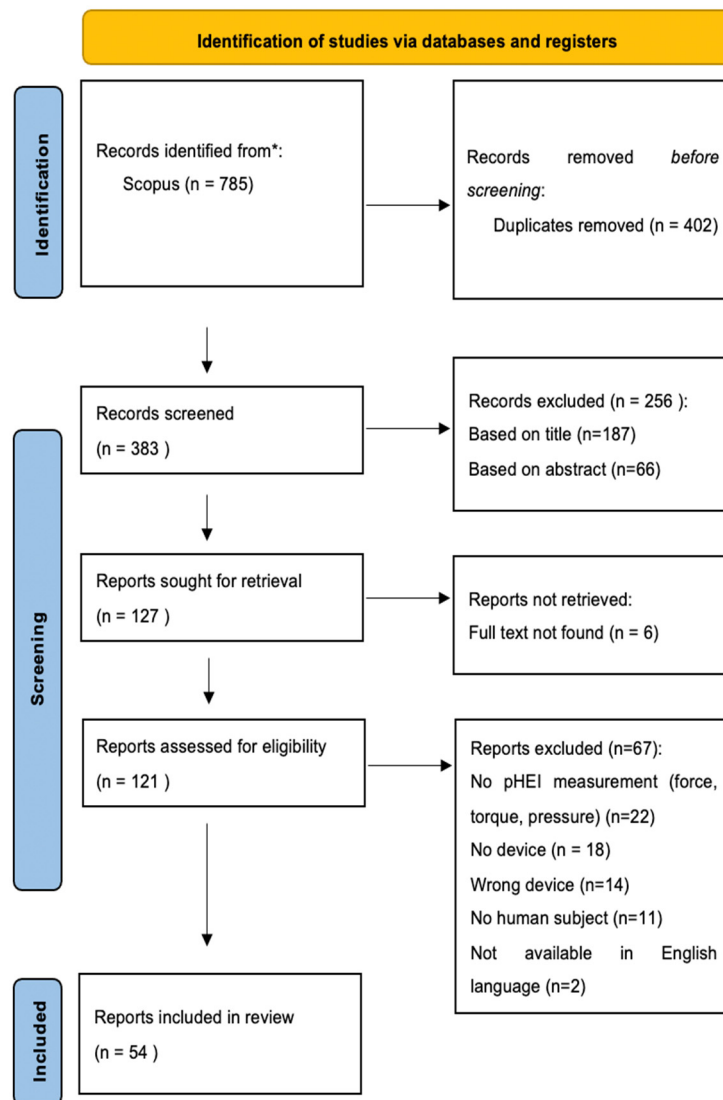 Identification of studies via databases and registers
Identification
Records identified from*:
Scopus (n = 785)
Records removed before
screening:
Duplicates removed (n = 402)
Screening
Records screened
(n = 383 )
Records excluded (n = 256 ):
Based on title (n=187)
Based on abstract (n=66)
Reports sought for retrieval
(n = 127 )
Reports not retrieved:
Full text not found (n = 6)
Reports assessed for eligibility
(n = 121 )
Reports excluded (n=67):
No pHEI measurement (force,
torque, pressure) (n=22)
No device (n = 18)
Wrong device (n=14)
No human subject (n=11)
Not available in English
language (n=2)
Included
Reports included in review
(n = 54 )